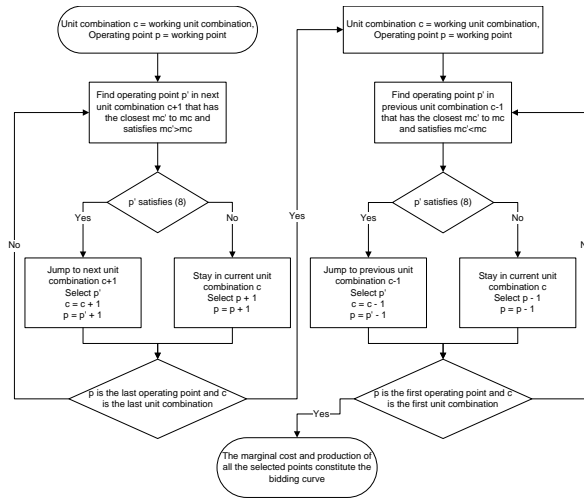 Unit combination c = working unit combination,
Operating point p = working point
Find operating point p' in next
unit combination c+1 that has
the closest mc' to mc and
satisfies mc'>mc
p' satisfies (8)
Yes
No
Jump to next unit
combination c+1
Select p'
c = c + 1
p = p' + 1
Stay in current unit
combination c
Select p + 1
p = p + 1
p is the last operating point and c
is the last unit combination
No
Yes
Unit combination c = working unit combination,
Operating point p = working point
Find operating point p' in
previous unit combination c-1
that has the closest mc' to mc
and satisfies mc'<mc
p' satisfies (8)
Yes
No
Jump to previous unit
combination c-1
Select p'
c = c - 1
p = p' - 1
Stay in current unit
combination c
Select p - 1
p = p - 1
p is the first operating point and c
is the first unit combination
Yes
The marginal cost and production of
all the selected points constitute the
bidding curve